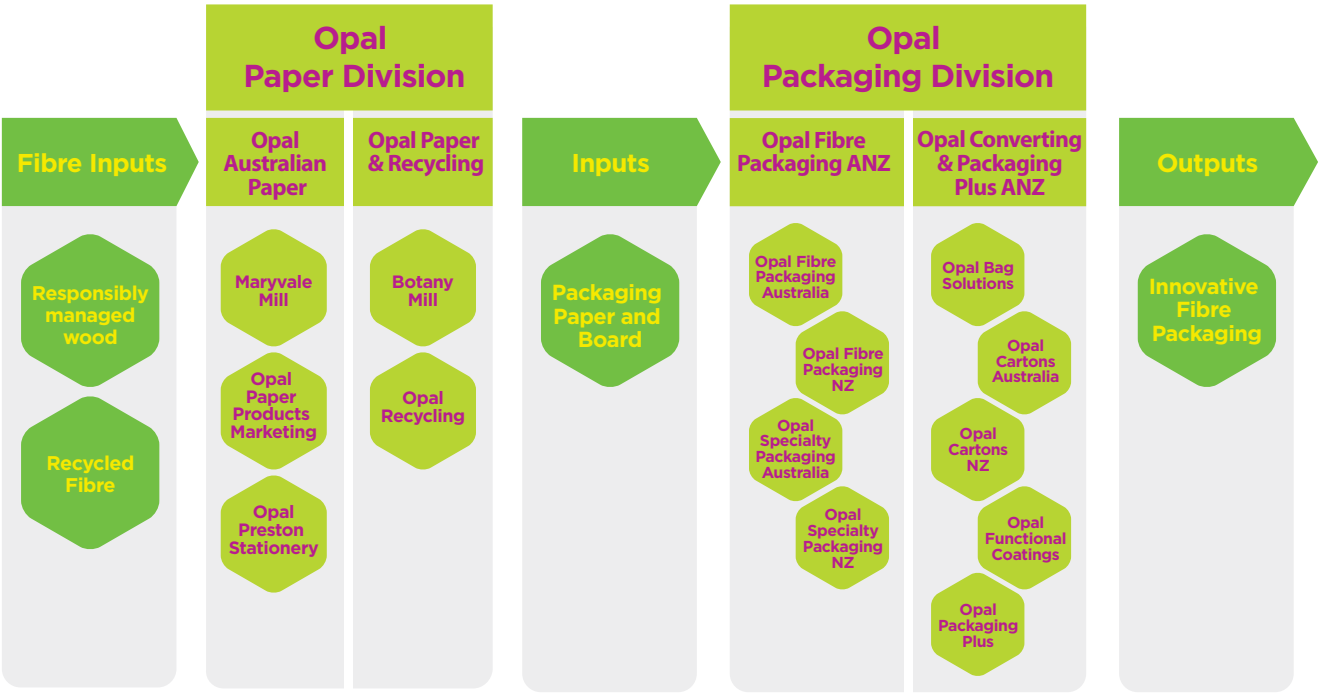 Opal
Paper Division
Opal
Packaging Division
Fibre Inputs
Opal
Australian
Paper
Opal Paper
& Recycling
Inputs
Opal Fibre
Packaging ANZ
Opal Converting
& Packaging
Plus ANZ
Outputs
Responsibly
managed
wood
Recycled
Fibre
Maryvale
Mill
Opal
Paper
Products
Marketing
Opal
Preston
Stationery
Botany
Mill
Opal
Recycling
Packaging
Paper and
Board
Opal Fibre
Packaging
Australia
Opal Fibre
Packaging
NZ
Opal
Specialty
Packaging
Australia
Opal
Specialty
Packaging
NZ
Opal Bag
Solutions
Opal
Cartons
Australia
Opal
Cartons
NZ
Opal
Functional
Coatings
Opal
Packaging
Plus
Innovative
Fibre
Packaging